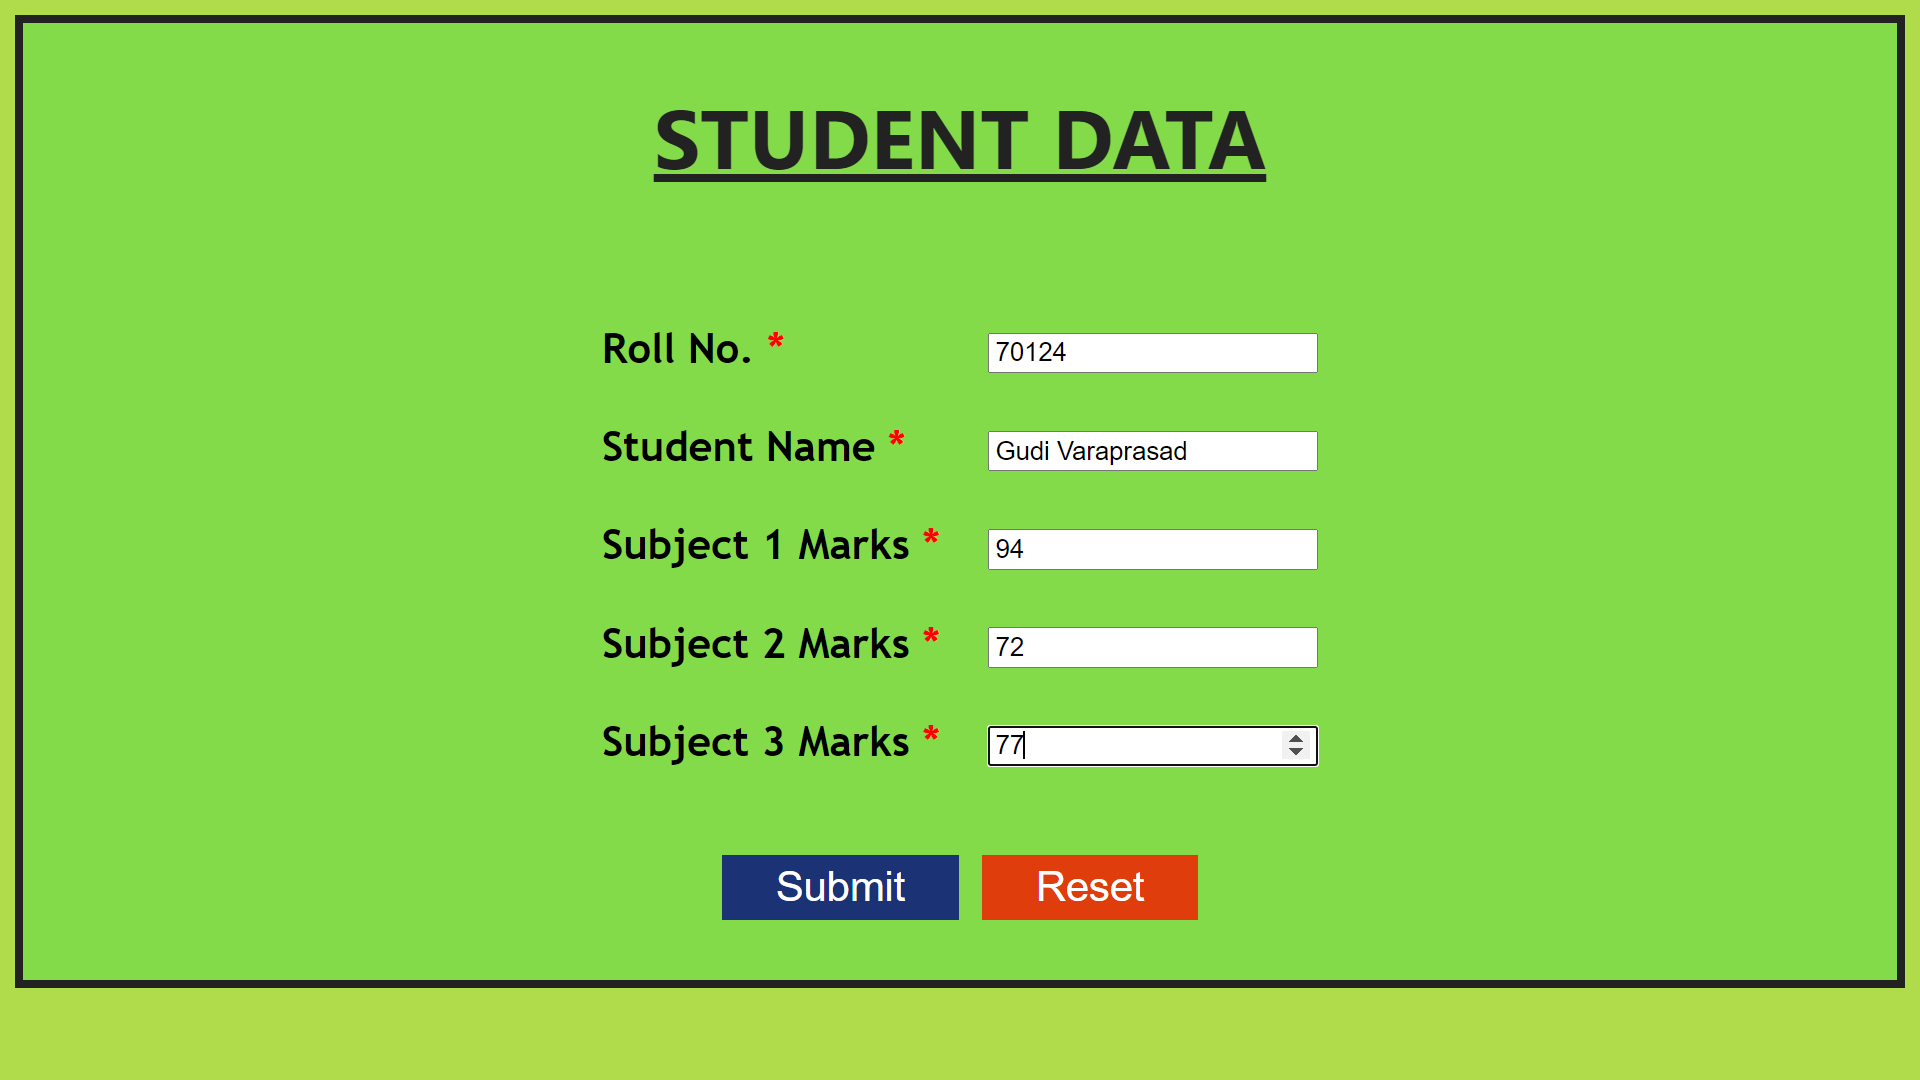 STUDENT DATA
Roll No. * 70124
Student Name * Gudi Varaprasad
Subject 1 Marks * 94
Subject 2 Marks * 72
Subject 3 Marks * 77
Submit Reset